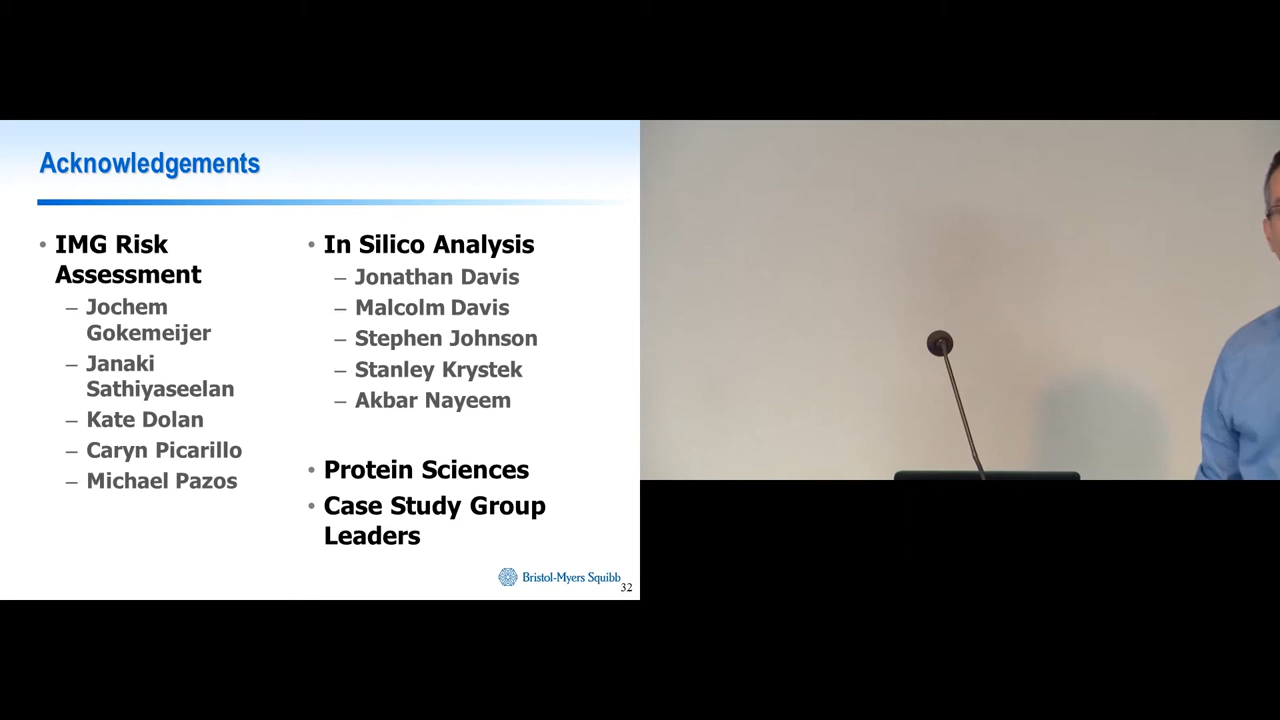 Acknowledgements
• IMG Risk
Assessment
– Jochem
Gokemeijer
– Janaki
Sathiyaseelan
– Kate Dolan
– Caryn Picarillo
– Michael Pazos
• In Silico Analysis
– Jonathan Davis
– Malcolm Davis
– Stephen Johnson
– Stanley Krystek
– Akbar Nayeem
• Protein Sciences
• Case Study Group
Leaders
Bristol-Myers Squibb
32